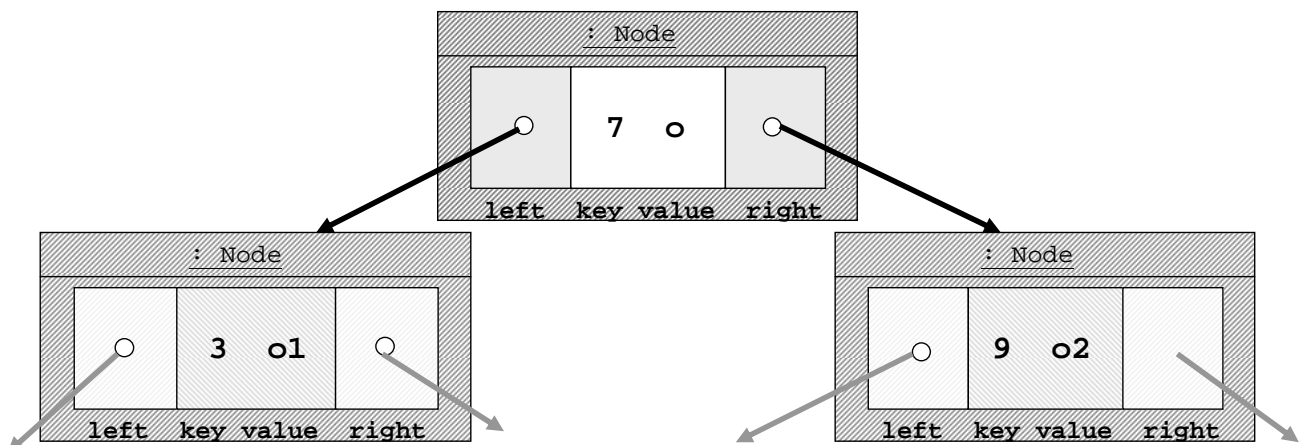 : Node
7 o
left key value right
: Node
3 o1
left key value right
: Node
9 o2
left key value right